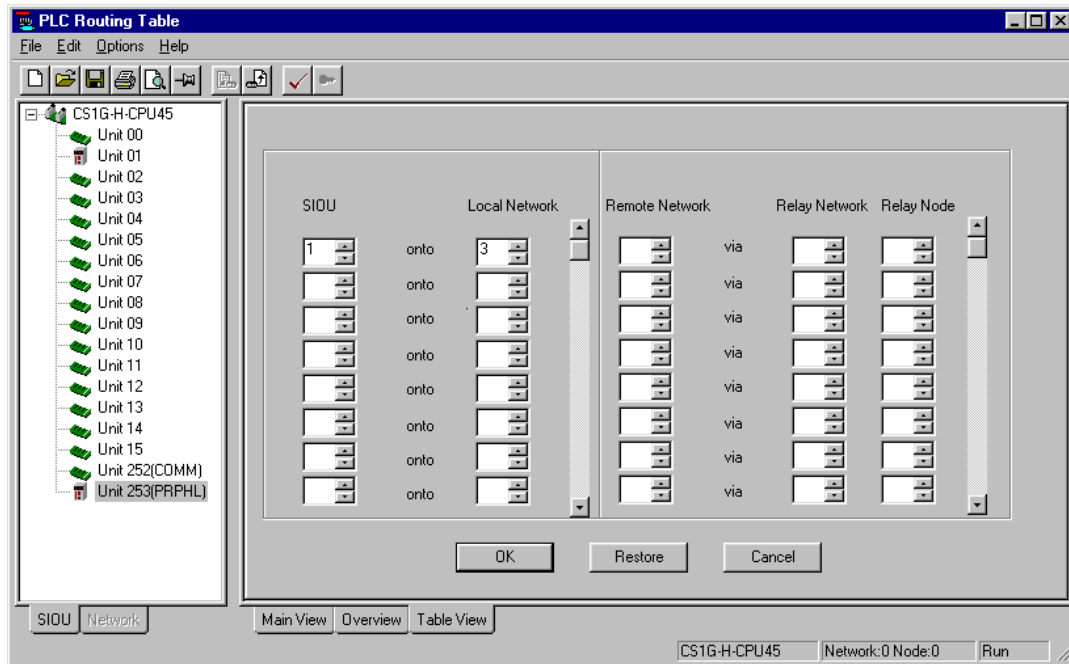 PLC Routing Table
File Edit Options Help
CS1G-H-CPU45
Unit 00
Unit 01
Unit 02
Unit 03
Unit 04
Unit 05
Unit 06
Unit 07
Unit 08
Unit 09
Unit 10
Unit 11
Unit 12
Unit 13
Unit 14
Unit 15
Unit 252(COMM)
Unit 253(PRPHL)
SIOU Network
SIOU Local Network Remote Network Relay Network Relay Node
1 onto 3 via
onto via
onto via
onto via
onto via
onto via
onto via
onto via
OK Restore Cancel
Main View Overview Table View
CS1G-H-CPU45 Network:0 Node:0 Run